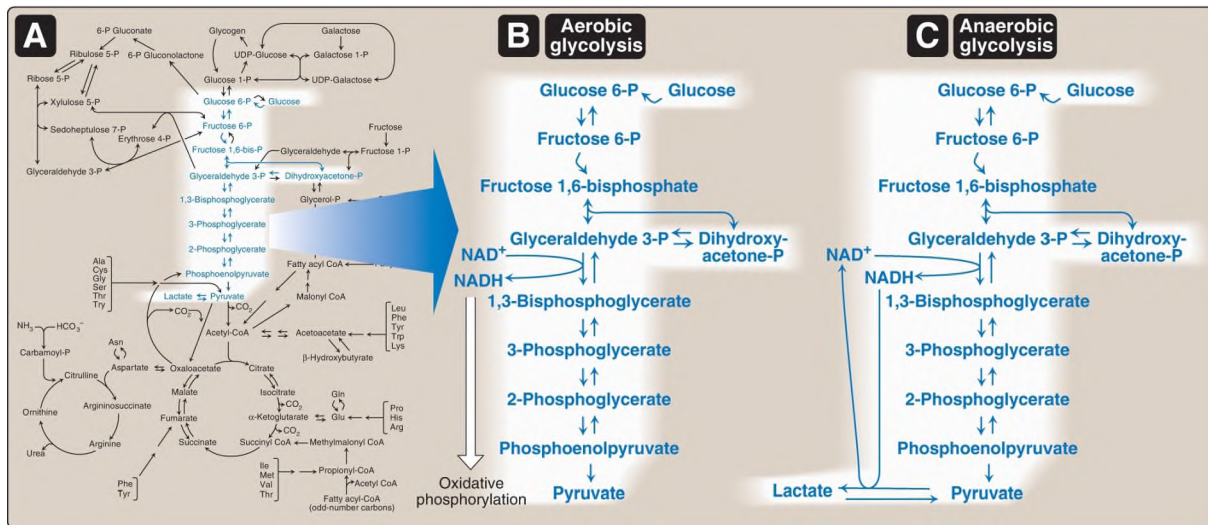 A
6-P Gluconate
Ribulose 5-P
6-P Gluconolactone
Ribose 5-P
Xylulose 5-P
Sedoheptulose 7-P
Erythrose 4-P
Glyceraldehyde 3-P
Glycogen
UDP-Glucose
Glucose 1-P
Galactose
Galactose 1-P
UDP-Galactose
Glucose 6-P
Glucose
Fructose 6-P
Fructose 1,6-bis-P
Fructose
Glyceraldehyde
Fructose 1-P
Glyceraldehyde 3-P
Dihydroxyacetone-P
1,3-Bisphosphoglycerate
Glycerol-P
3-Phosphoglycerate
2-Phosphoglycerate
Fatty acyl CoA
Phosphoenolpyruvate
Malonyl CoA
Ala
Cys
Gly
Ser
Thr
Try
Lactate
Pyruvate
CO2
CO2
Acetyl-CoA
Acetoacetate
β-Hydroxybutyrate
Leu
Phe
Tyr
Trp
Lys
NH3
HCO3−
Carbamoyl-P
Asn
Aspartate
Oxaloacetate
Citrulline
Argininosuccinate
Ornithine
Arginine
Urea
Citrate
Malate
Isocitrate
CO2
Gln
Fumarate
α-Ketoglutarate
Glu
Pro
His
Arg
CO2
Succinate
Succinyl CoA
Methylmalonyl CoA
Phe
Tyr
Ile
Met
Val
Thr
Propionyl-CoA
Acetyl CoA
Fatty acyl-CoA
(odd-number carbons)
B
Aerobic
glycolysis
Glucose 6-P
Glucose
Fructose 6-P
Fructose 1,6-bisphosphate
Glyceraldehyde 3-P
Dihydroxy-
acetone-P
NAD+
NADH
1,3-Bisphosphoglycerate
3-Phosphoglycerate
2-Phosphoglycerate
Phosphoenolpyruvate
Oxidative
phosphorylation
Pyruvate
C
Anaerobic
glycolysis
Glucose 6-P
Glucose
Fructose 6-P
Fructose 1,6-bisphosphate
Glyceraldehyde 3-P
Dihydroxy-
acetone-P
NAD+
NADH
1,3-Bisphosphoglycerate
3-Phosphoglycerate
2-Phosphoglycerate
Phosphoenolpyruvate
Lactate
Pyruvate